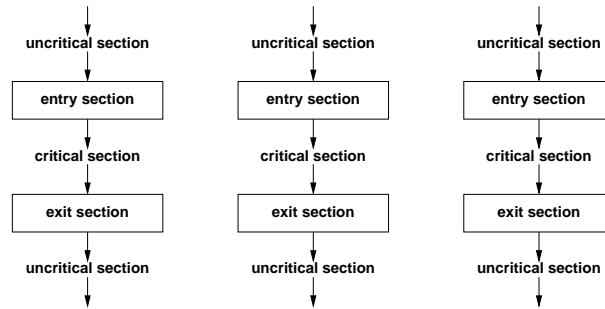 uncritical section uncritical section uncritical section
entry section entry section entry section
critical section critical section critical section
exit section exit section exit section
uncritical section uncritical section uncritical section